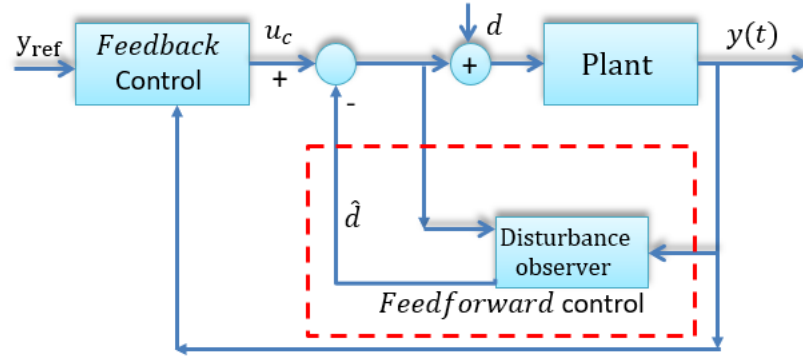 y_ref
Feedback
Control
u_c
+
-
d
+
Plant
y(t)
d̂
Disturbance
observer
Feedforward control